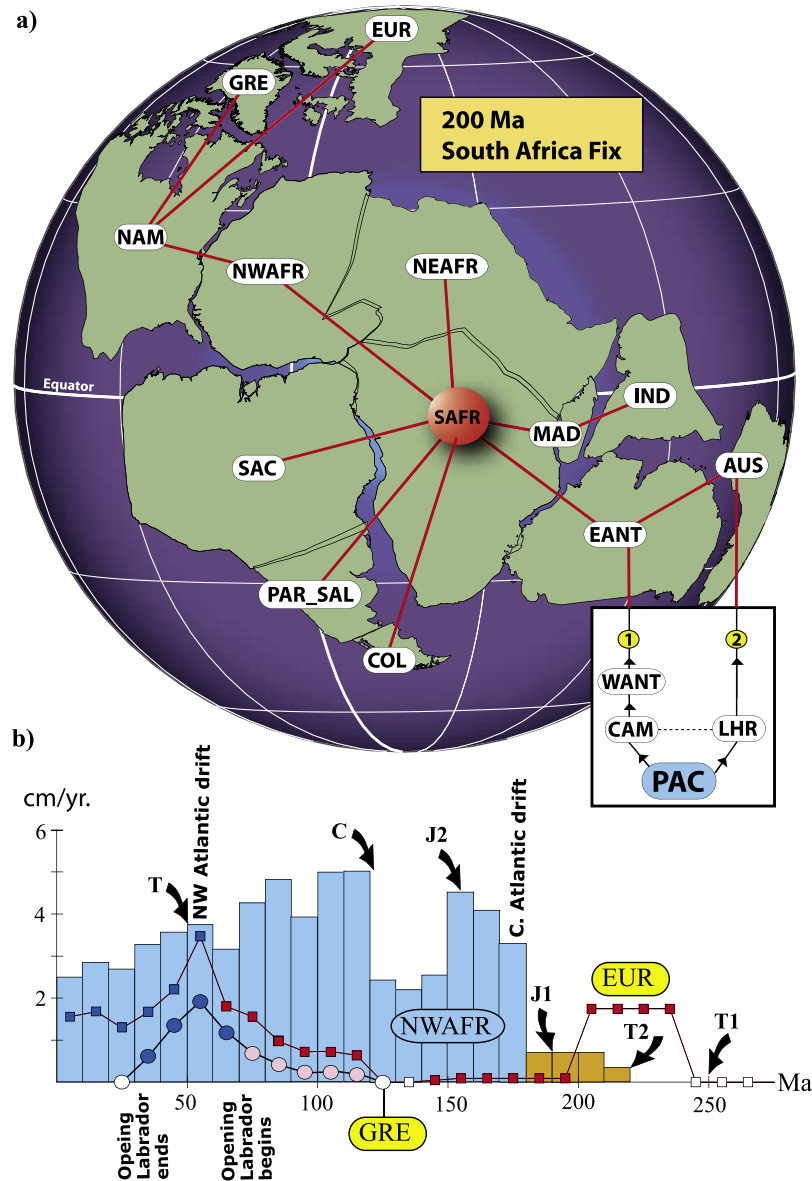 a)
EUR
GRE
200 Ma
South Africa Fix
NAM
NWAFR
NEAFR
Equator
IND
SAFR
MAD
SAC
AUS
EANT
PAR_SAL
COL
1
2
WANT
CAM
LHR
PAC
b)
cm/yr.
NW Atlantic drift
C. Atlantic drift
6
C
J2
T
4
J1
EUR
2
NWAFR
T2
T1
50
100
150
200
250
Ma
GRE
Opeing
Labrador
ends
Opening
Labrador
begins